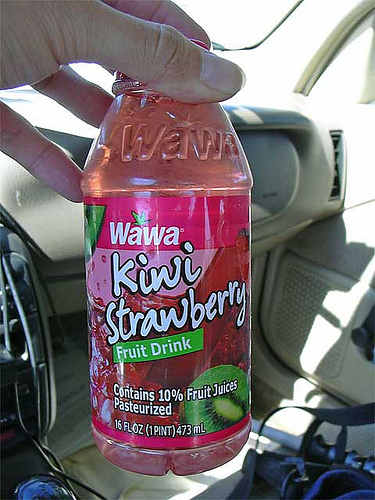 Wawa
Wawa
Kiwi
Strawberry
Fruit Drink
Contains 10% Fruit Juices
Pasteurized
16 FL OZ (1 PINT) 473 mL